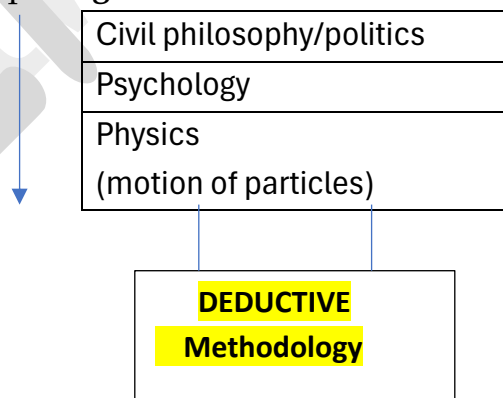 Civil philosophy/politics
Psychology
Physics
(motion of particles)
DEDUCTIVE
Methodology